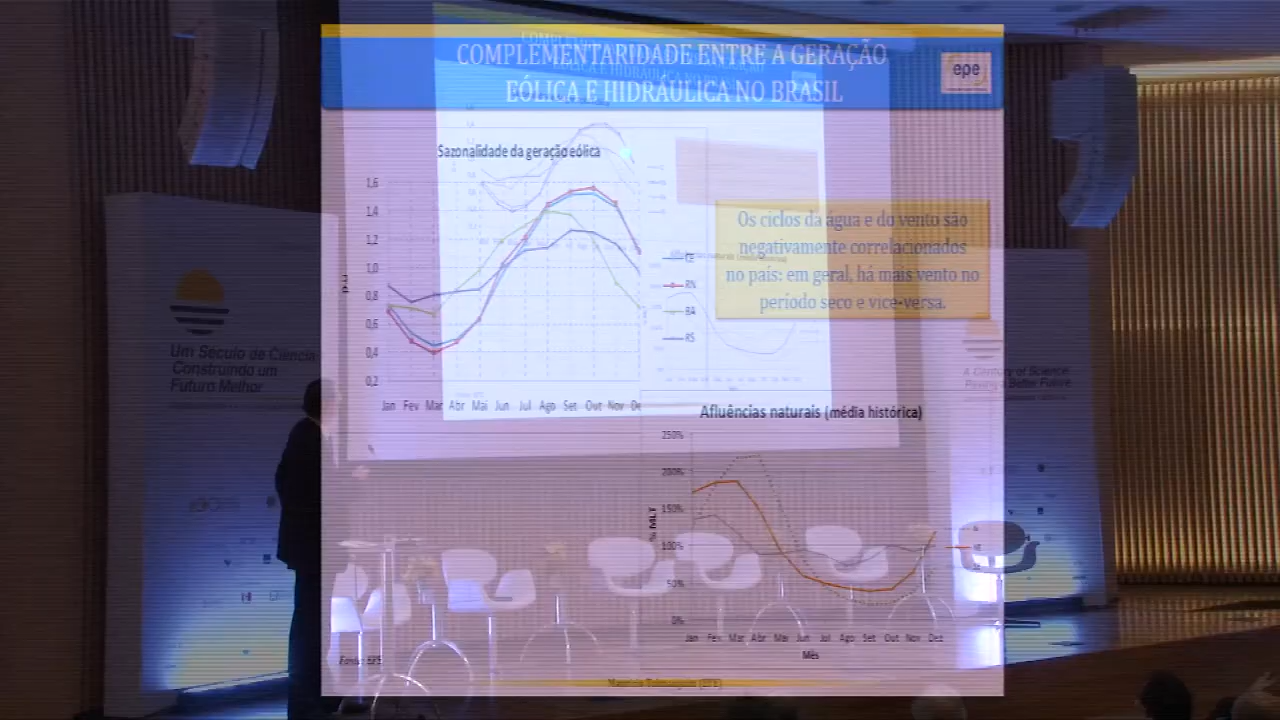 COMPLEMENTARIDADE ENTRE A GERAÇÃO
EÓLICA E HIDRÁULICA NO BRASIL
epe
Sazonalidade da geração eólica
1,6
1,4
1,2
1,0
0,8
0,6
0,4
0,2
Jan Fev Mar Abr Mai Jun Jul Ago Set Out Nov
CE
RN
BA
RS
Os ciclos da água e do vento são
negativamente correlacionados
no país: em geral, há mais vento no
período seco e vice-versa.
Afluências naturais (média histórica)
250%
200%
150%
100%
50%
0%
% MLT
Jan Fev Mar Abr Mai Jun Jul Ago Set Out Nov Dez
Mês
Um Século de Ciência
Construindo um
Futuro Melhor
A Century of Science
Paving a Better Future